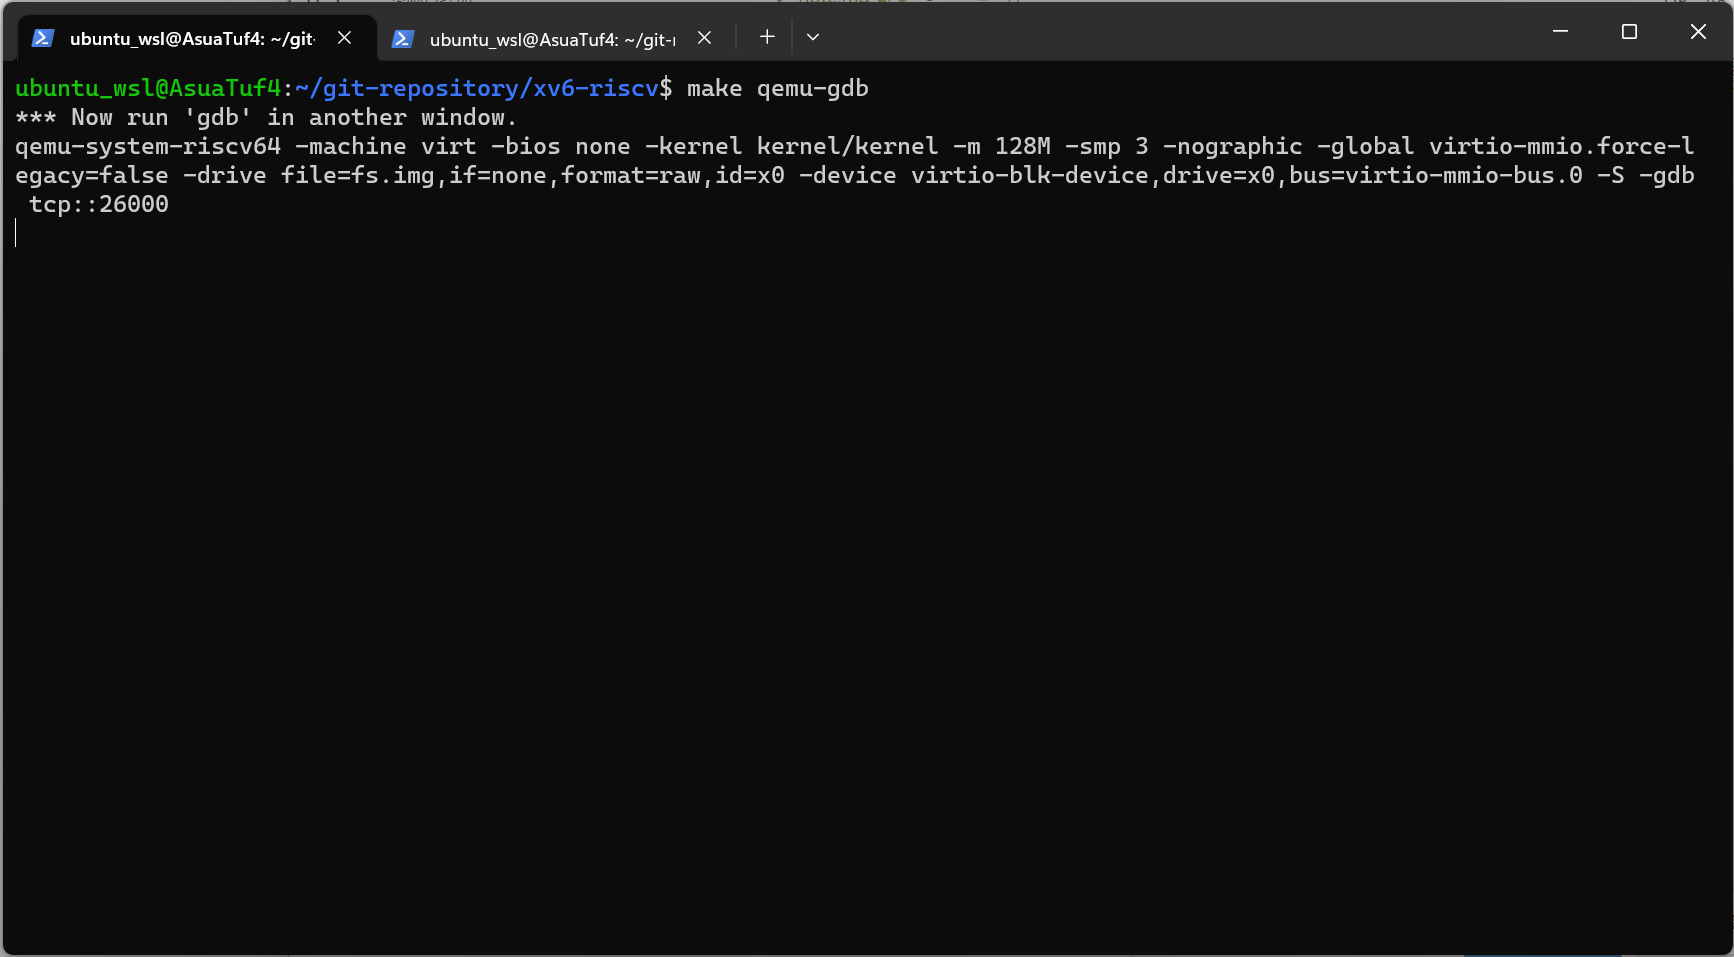 ubuntu_wsl@AsuaTuf4: ~/git-
ubuntu_wsl@AsuaTuf4: ~/git-r
ubuntu_wsl@AsuaTuf4:~/git-repository/xv6-riscv$ make qemu-gdb
*** Now run 'gdb' in another window.
qemu-system-riscv64 -machine virt -bios none -kernel kernel/kernel -m 128M -smp 3 -nographic -global virtio-mmio.force-l
egacy=false -drive file=fs.img,if=none,format=raw,id=x0 -device virtio-blk-device,drive=x0,bus=virtio-mmio-bus.0 -S -gdb
 tcp::26000